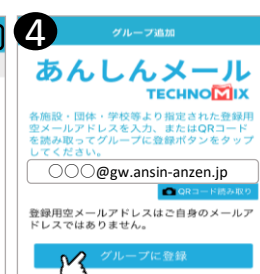 4
グループ追加
あんしんメール
TECHNOMIX
各施設・団体・学校等より指定された登録用
空メールアドレスを入力、またはQRコード
を読み取ってグループに登録ボタンをタップ
してください。
○○○@gw.ansin-anzen.jp
QRコード読み取り
登録用空メールアドレスはご自身のメールア
ドレスではありません。
グループに登録